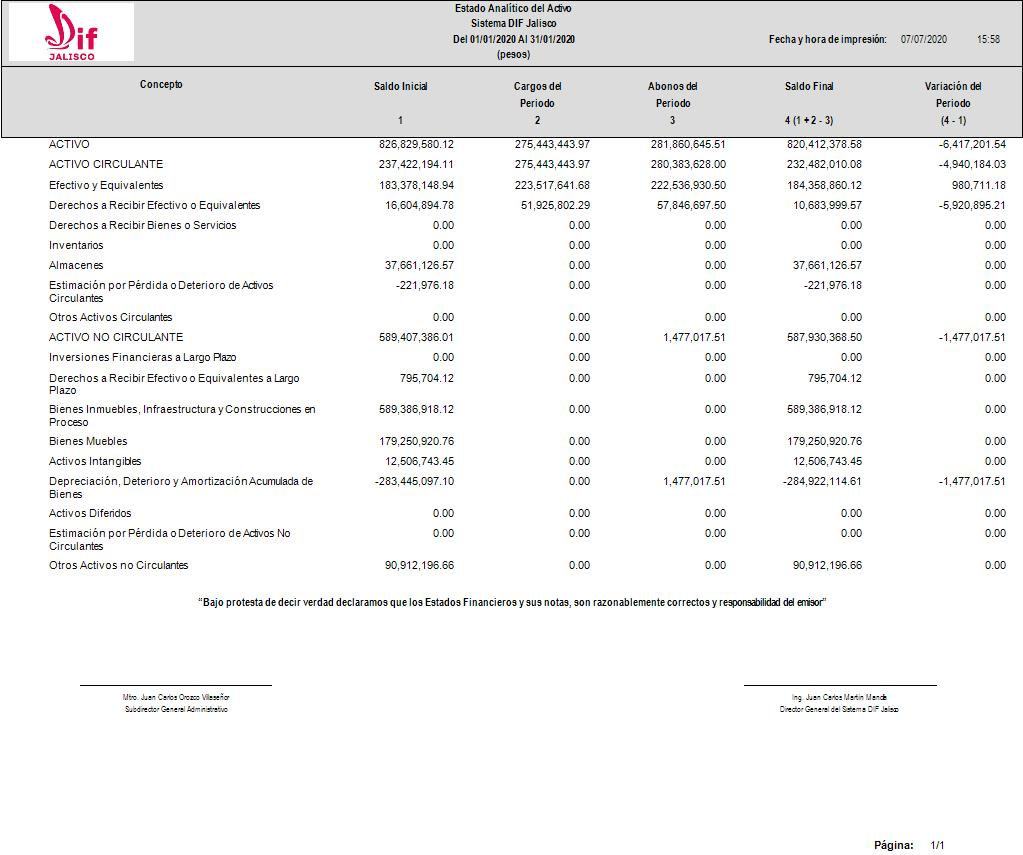 Dif
JALISCO
Estado Analítico del Activo
Sistema DIF Jalisco
Del 01/01/2020 Al 31/01/2020
(pesos)
Fecha y hora de impresión: 07/07/2020 15:58
Concepto Saldo Inicial Cargos del Abonos del Saldo Final Variación del
Periodo Periodo Periodo
1 2 3 4 (1 + 2 - 3) (4 - 1)
ACTIVO 826,829,580.12 275,443,443.97 281,860,645.51 820,412,378.58 -6,417,201.54
ACTIVO CIRCULANTE 237,422,194.11 275,443,443.97 280,383,628.00 232,482,010.08 -4,940,184.03
Efectivo y Equivalentes 183,378,148.94 223,517,641.68 222,536,930.50 184,358,860.12 980,711.18
Derechos a Recibir Efectivo o Equivalentes 16,604,894.78 51,925,802.29 57,846,697.50 10,683,999.57 -5,920,895.21
Derechos a Recibir Bienes o Servicios 0.00 0.00 0.00 0.00 0.00
Inventarios 0.00 0.00 0.00 0.00 0.00
Almacenes 37,661,126.57 0.00 0.00 37,661,126.57 0.00
Estimación por Pérdida o Deterioro de Activos -221,976.18 0.00 0.00 -221,976.18 0.00
Circulantes
Otros Activos Circulantes 0.00 0.00 0.00 0.00 0.00
ACTIVO NO CIRCULANTE 589,407,386.01 0.00 1,477,017.51 587,930,368.50 -1,477,017.51
Inversiones Financieras a Largo Plazo 0.00 0.00 0.00 0.00 0.00
Derechos a Recibir Efectivo o Equivalentes a Largo 795,704.12 0.00 0.00 795,704.12 0.00
Plazo
Bienes Inmuebles, Infraestructura y Construcciones en 589,386,918.12 0.00 0.00 589,386,918.12 0.00
Proceso
Bienes Muebles 179,250,920.76 0.00 0.00 179,250,920.76 0.00
Activos Intangibles 12,506,743.45 0.00 0.00 12,506,743.45 0.00
Depreciación, Deterioro y Amortización Acumulada de -283,445,097.10 0.00 1,477,017.51 -284,922,114.61 -1,477,017.51
Bienes
Activos Diferidos 0.00 0.00 0.00 0.00 0.00
Estimación por Pérdida o Deterioro de Activos No 0.00 0.00 0.00 0.00 0.00
Circulantes
Otros Activos no Circulantes 90,912,196.66 0.00 0.00 90,912,196.66 0.00
“Bajo protesta de decir verdad declaramos que los Estados Financieros y sus notas, son razonablemente correctos y responsabilidad del emisor”
Mtro. Juan Carlos Orozco Villaseñor Ing. Juan Carlos Martín Mancilla
Subdirector General Administrativo Director General del Sistema DIF Jalisco
Página: 1/1